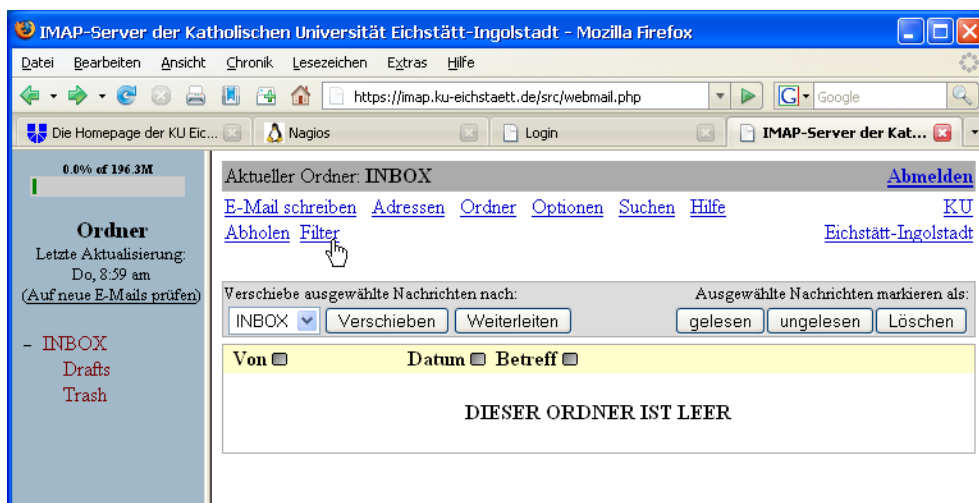 IMAP-Server der Katholischen Universität Eichstätt-Ingolstadt - Mozilla Firefox
Datei Bearbeiten Ansicht Chronik Lesezeichen Extras Hilfe
https://imap.ku-eichstaett.de/src/webmail.php
G Google
Die Homepage der KU Eic... Nagios Login IMAP-Server der Kat...
0.0% of 196.3M
Ordner
Letzte Aktualisierung:
Do, 8:59 am
(Auf neue E-Mails prüfen)
– INBOX
Drafts
Trash
Aktueller Ordner: INBOX Abmelden
E-Mail schreiben Adressen Ordner Optionen Suchen Hilfe KU
Abholen Filter Eichstätt-Ingolstadt
Verschiebe ausgewählte Nachrichten nach: Ausgewählte Nachrichten markieren als:
INBOX Verschieben Weiterleiten gelesen ungelesen Löschen
Von Datum Betreff
DIESER ORDNER IST LEER